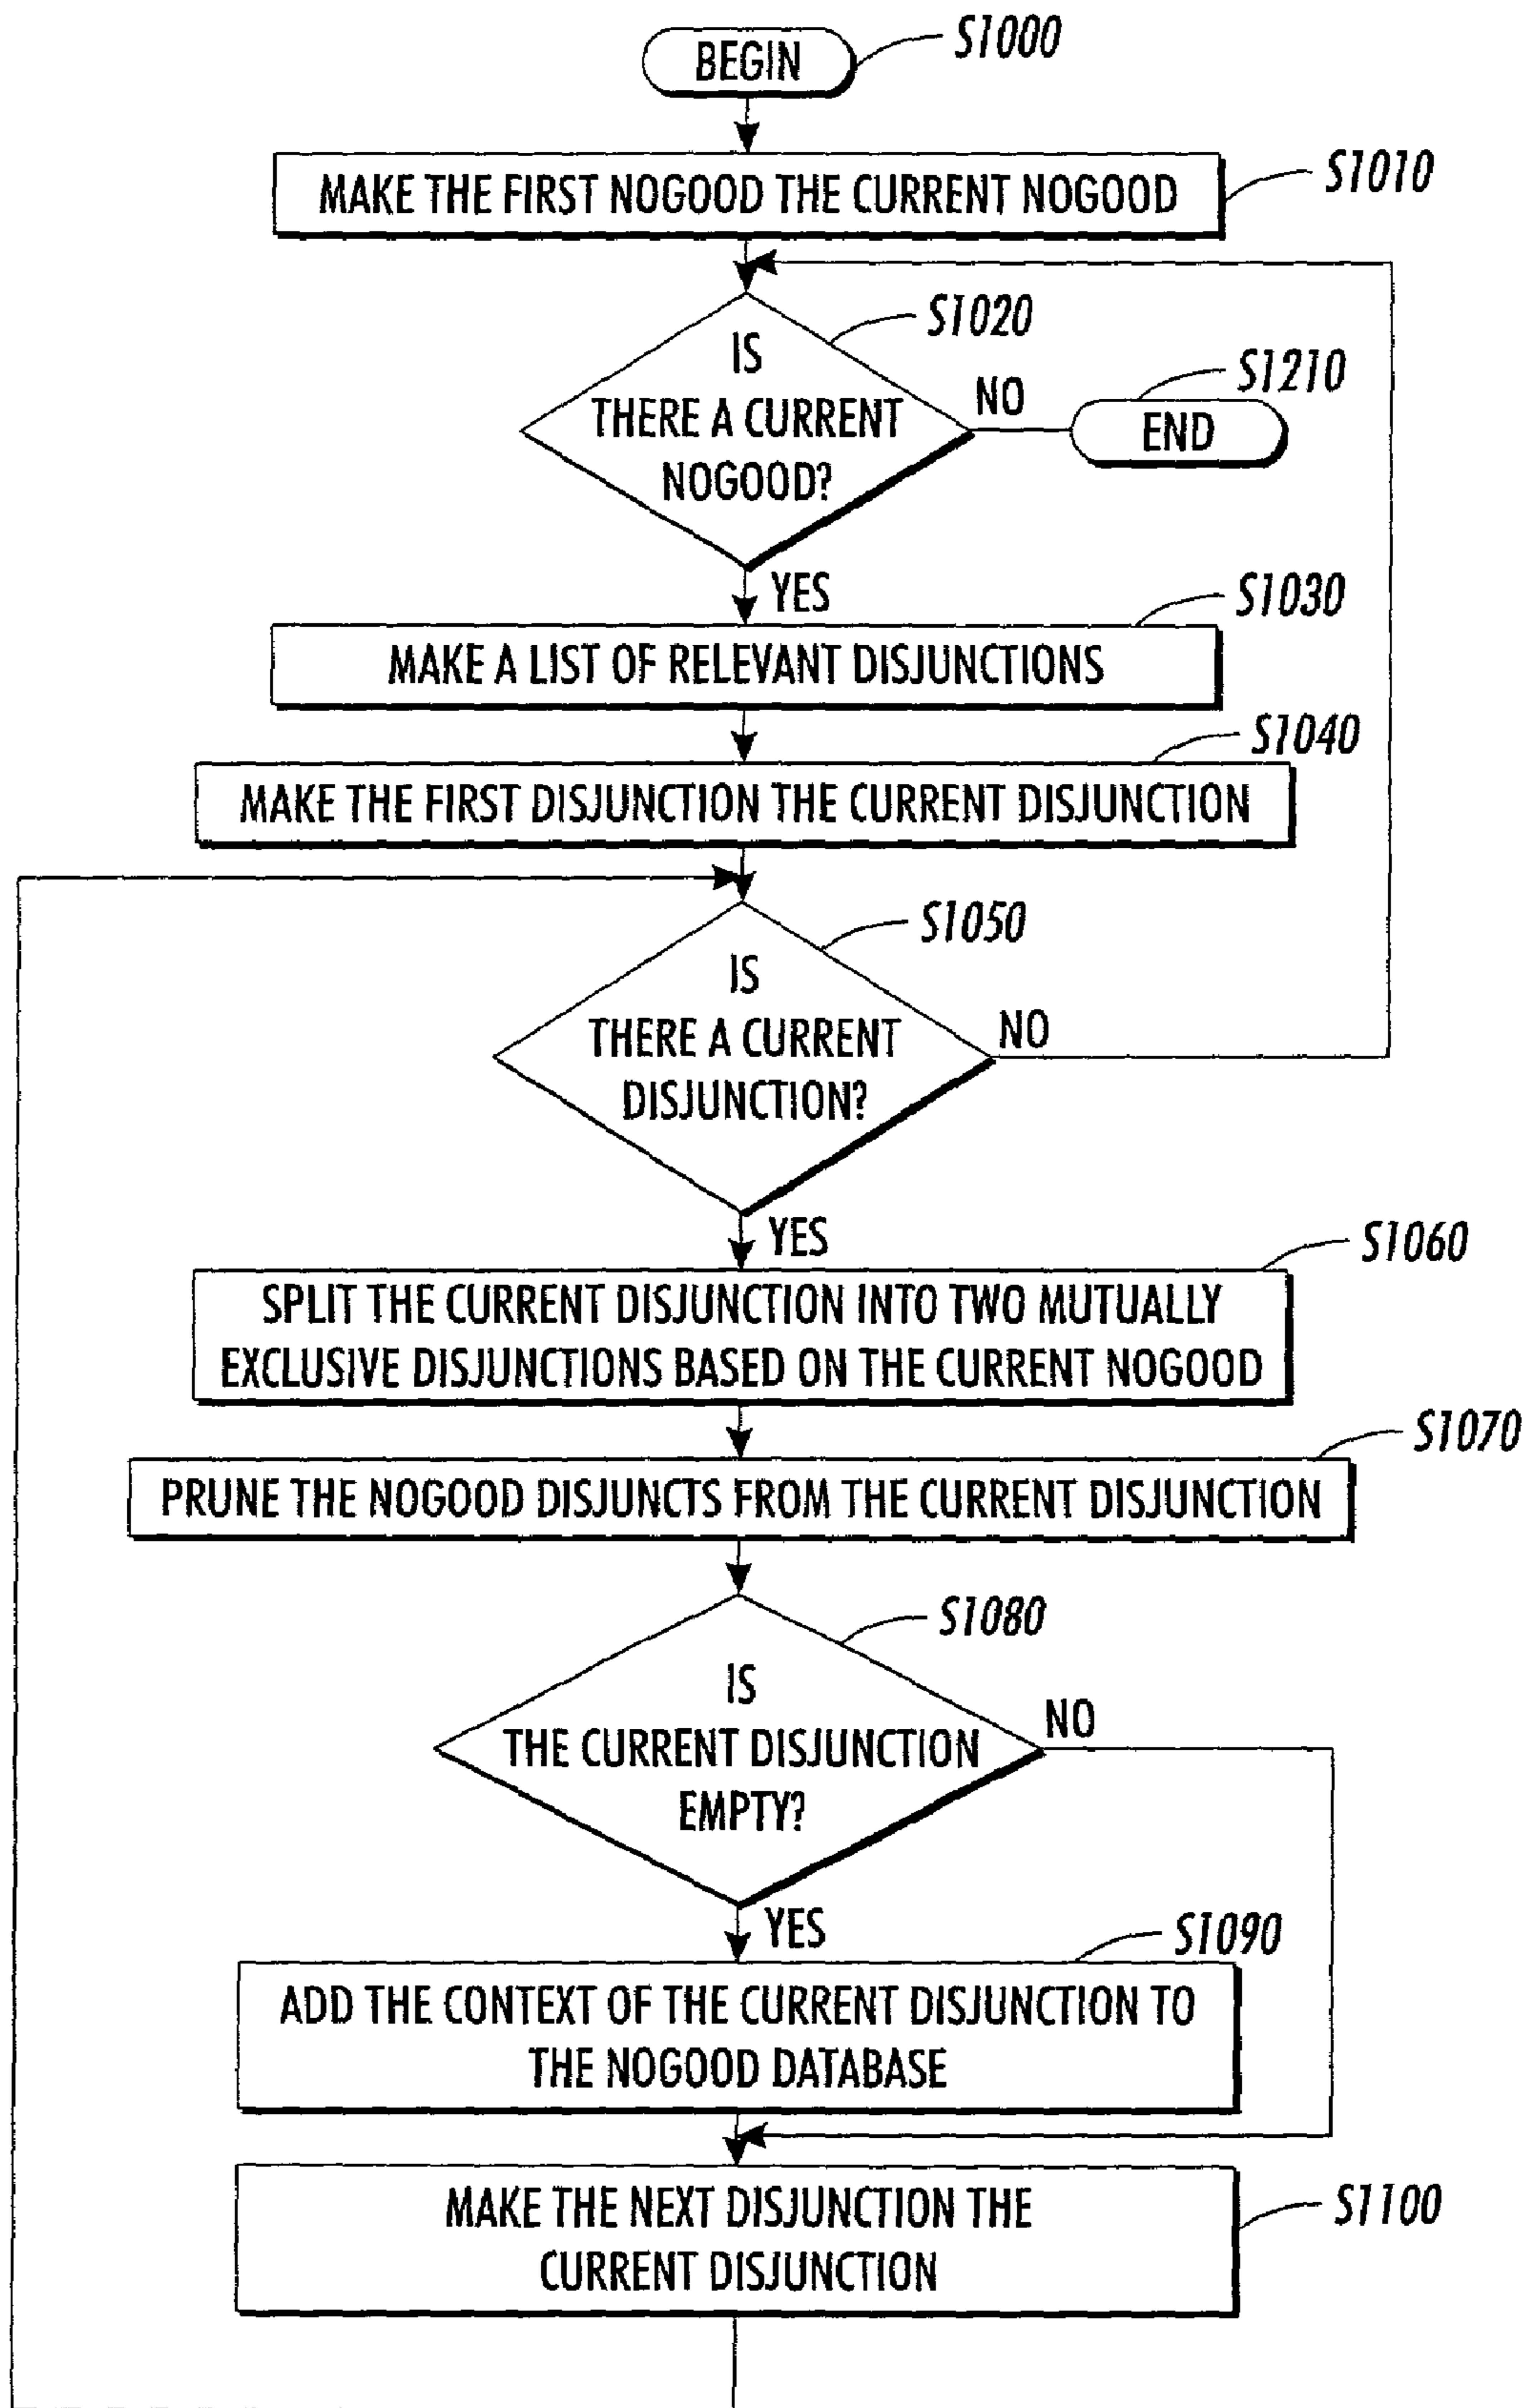 BEGIN
S1000
MAKE THE FIRST NOGOOD THE CURRENT NOGOOD
S1010
IS
THERE A CURRENT
NOGOOD?
S1020
NO
END
S1210
YES
MAKE A LIST OF RELEVANT DISJUNCTIONS
S1030
MAKE THE FIRST DISJUNCTION THE CURRENT DISJUNCTION
S1040
IS
THERE A CURRENT
DISJUNCTION?
S1050
NO
YES
SPLIT THE CURRENT DISJUNCTION INTO TWO MUTUALLY
EXCLUSIVE DISJUNCTIONS BASED ON THE CURRENT NOGOOD
S1060
PRUNE THE NOGOOD DISJUNCTS FROM THE CURRENT DISJUNCTION
S1070
IS
THE CURRENT DISJUNCTION
EMPTY?
S1080
NO
YES
ADD THE CONTEXT OF THE CURRENT DISJUNCTION TO
THE NOGOOD DATABASE
S1090
MAKE THE NEXT DISJUNCTION THE
CURRENT DISJUNCTION
S1100